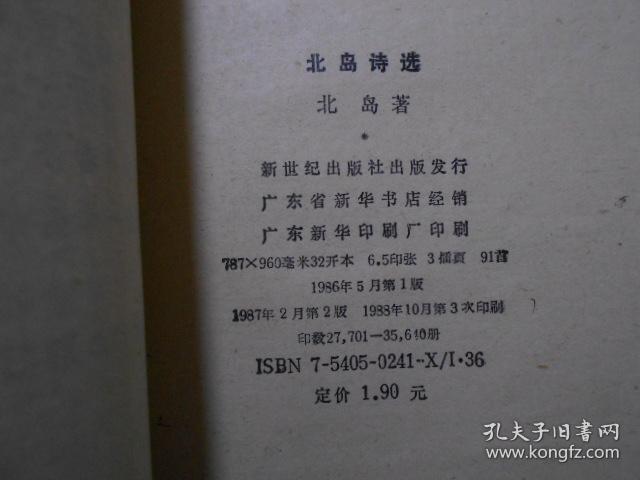 北岛诗选
北 岛 著
*
新世纪出版社出版发行
广东省新华书店经销
广东新华印刷厂印刷
787×960毫米32开本 6.5印张 3插頁 91首
1986年5月第1版
1987年2月第2版 1988年10月第3次印刷
印数27,701—35,640册
ISBN 7-5405-0241-X/I·36
定价 1.90 元
孔夫子旧书网
www.kongfz.com